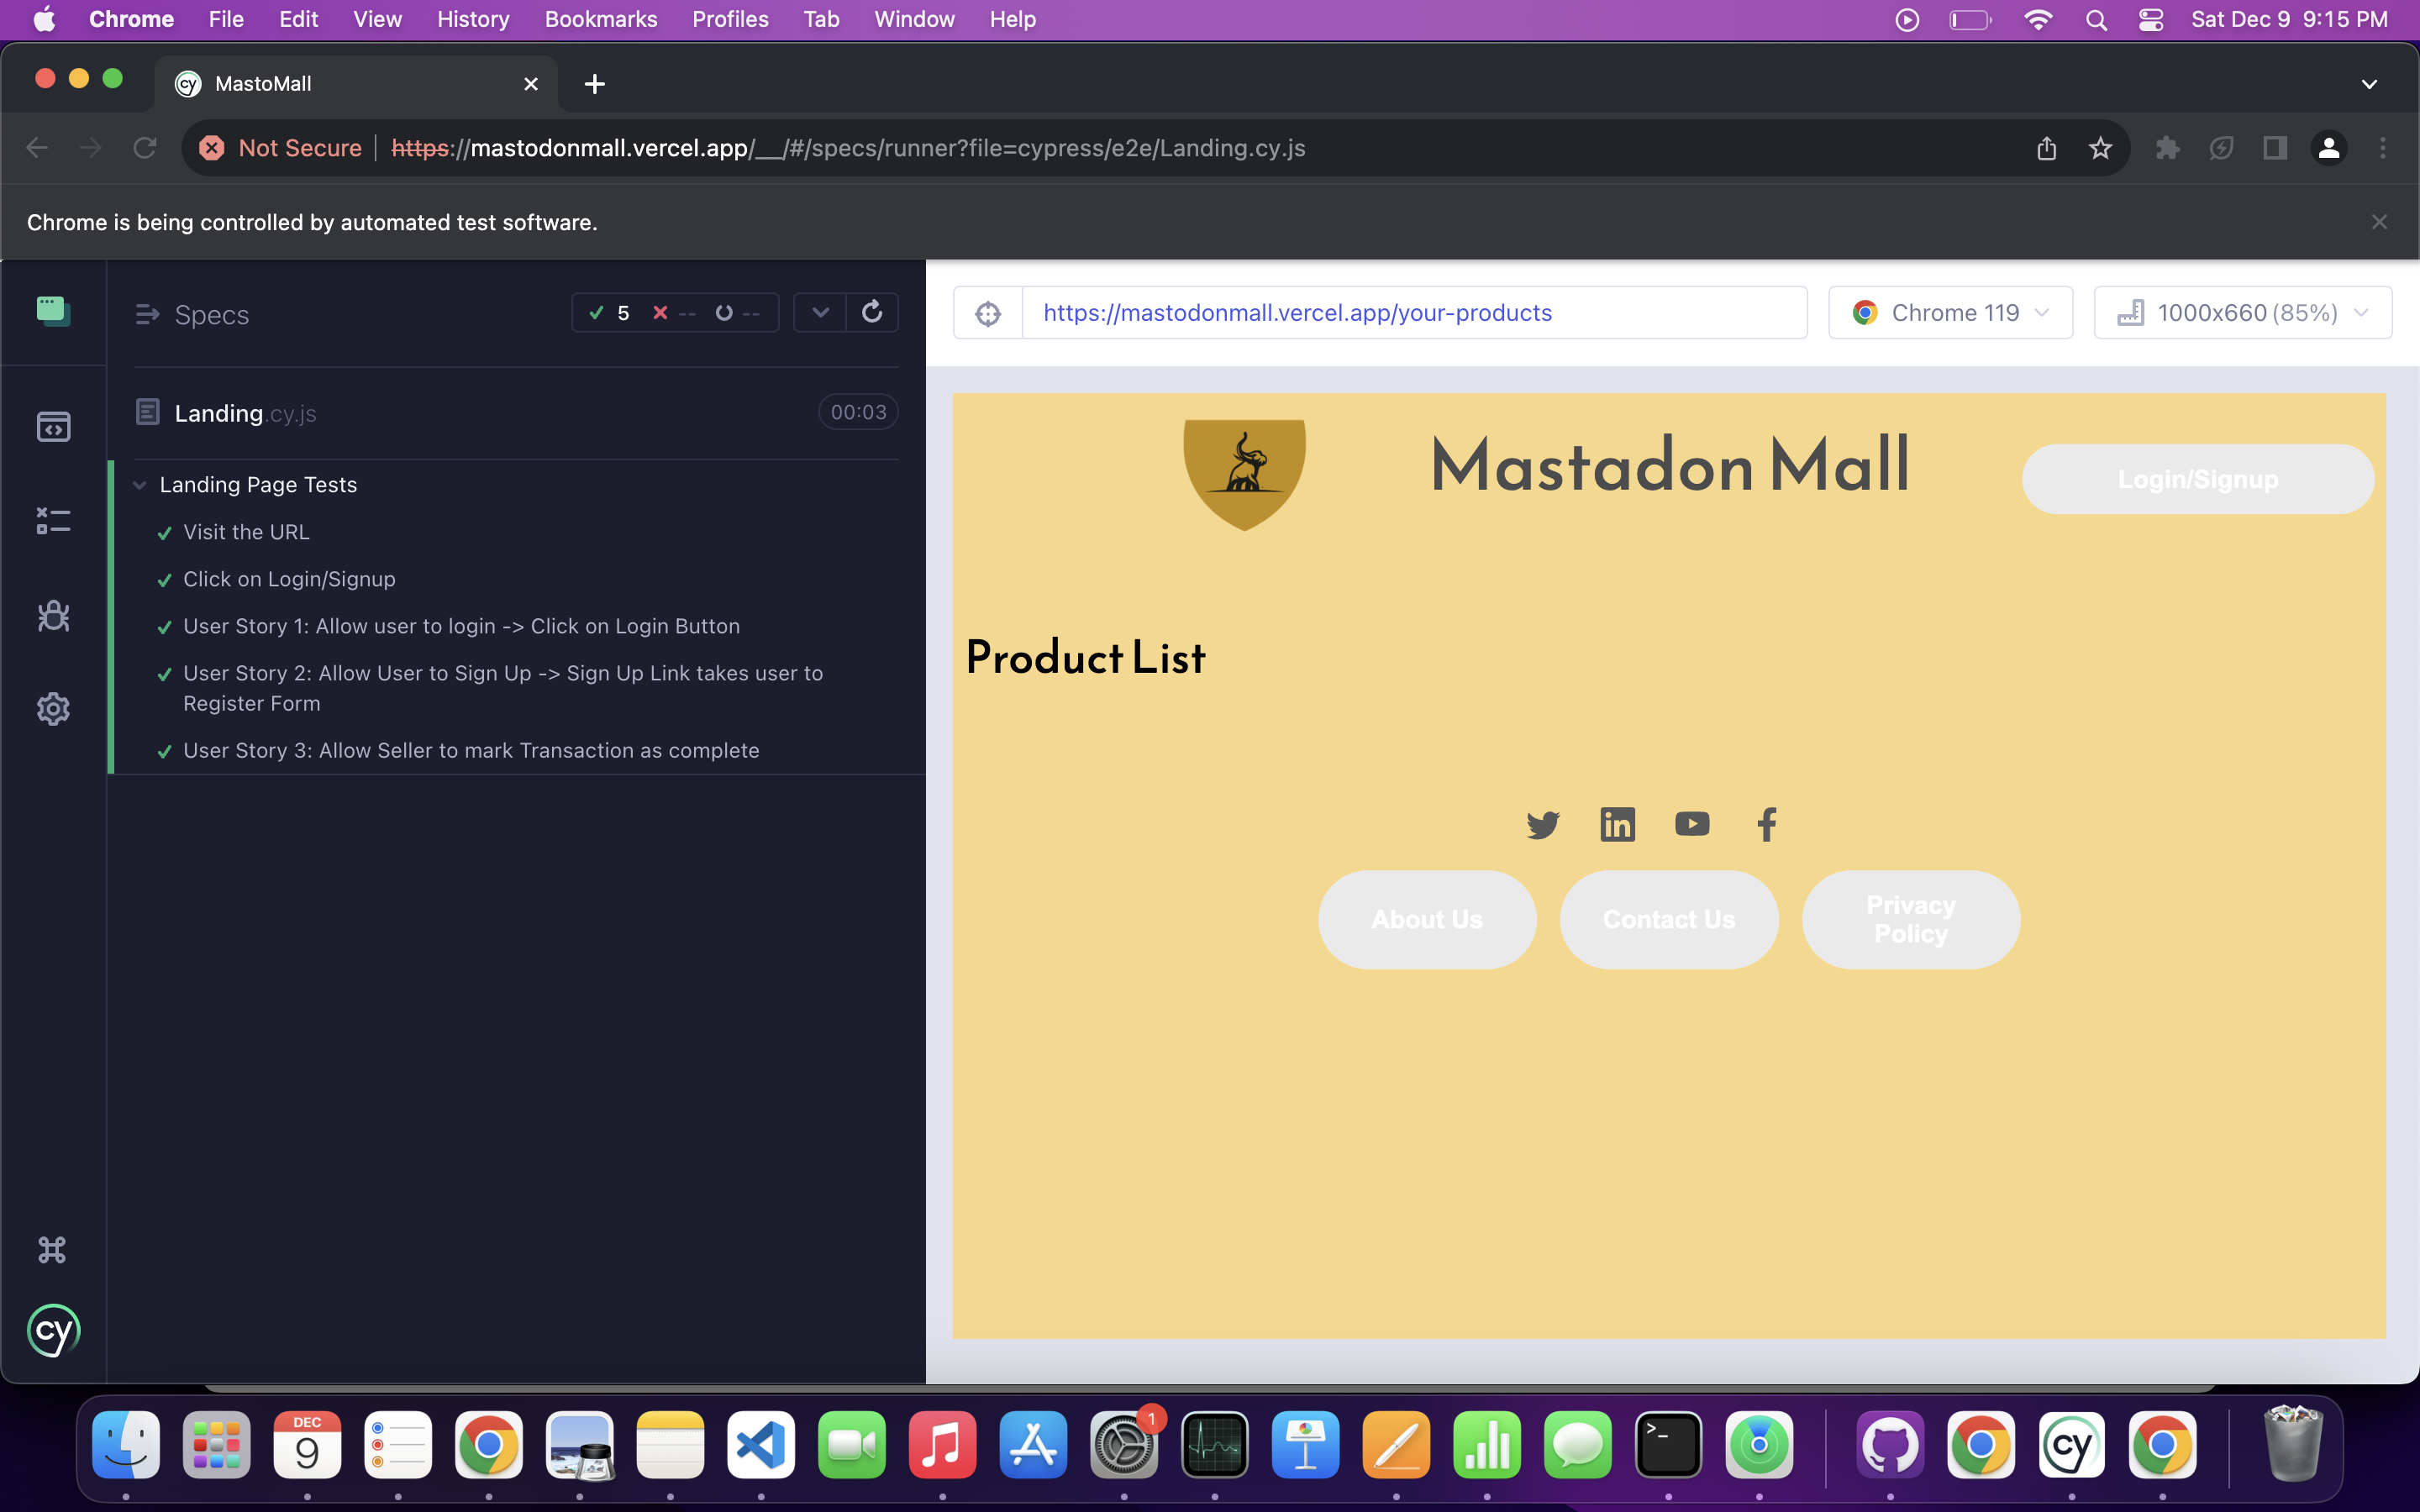 Chrome File Edit View History Bookmarks Profiles Tab Window Help Sat Dec 9 9:15 PM
cy MastoMall
Not Secure https://mastodonmall.vercel.app/__/#/specs/runner?file=cypress/e2e/Landing.cy.js
Chrome is being controlled by automated test software.
Specs 5 -- --
Landing.cy.js 00:03
Landing Page Tests
Visit the URL
Click on Login/Signup
User Story 1: Allow user to login -> Click on Login Button
User Story 2: Allow User to Sign Up -> Sign Up Link takes user to
Register Form
User Story 3: Allow Seller to mark Transaction as complete
cy
https://mastodonmall.vercel.app/your-products Chrome 119 1000x660 (85%)
Mastadon Mall Login/Signup
Product List
in f
About Us Contact Us Privacy
Policy
DEC
9
1
>_
cy